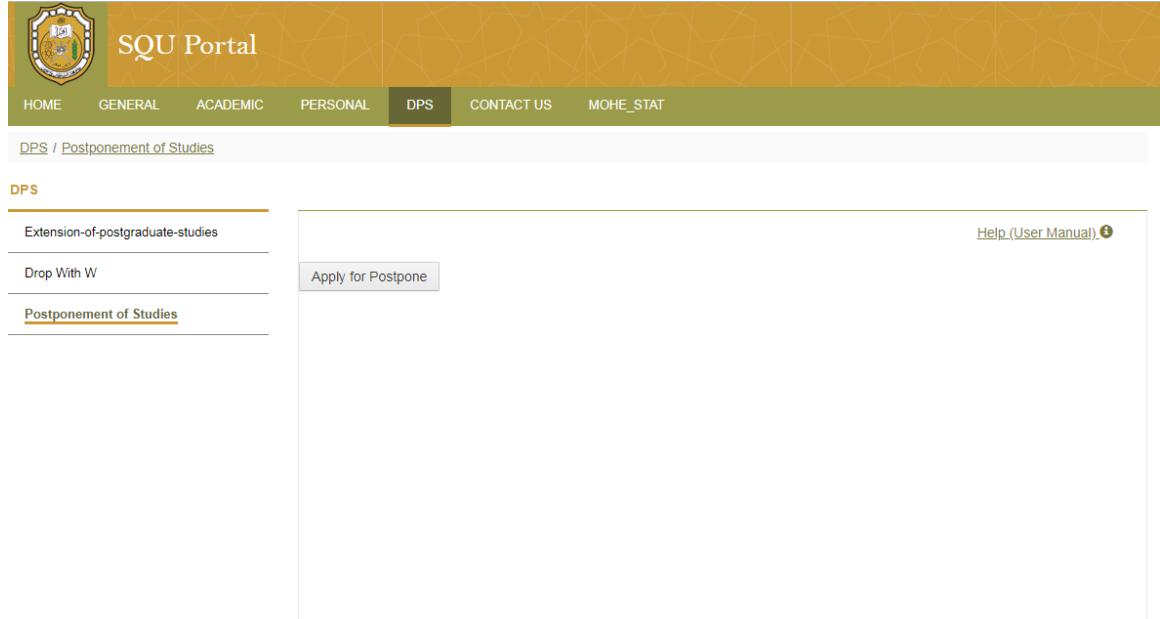 SQU Portal
HOME GENERAL ACADEMIC PERSONAL DPS CONTACT US MOHE_STAT
DPS / Postponement of Studies
DPS
Extension-of-postgraduate-studies
Drop With W
Postponement of Studies
Help (User Manual)
Apply for Postpone